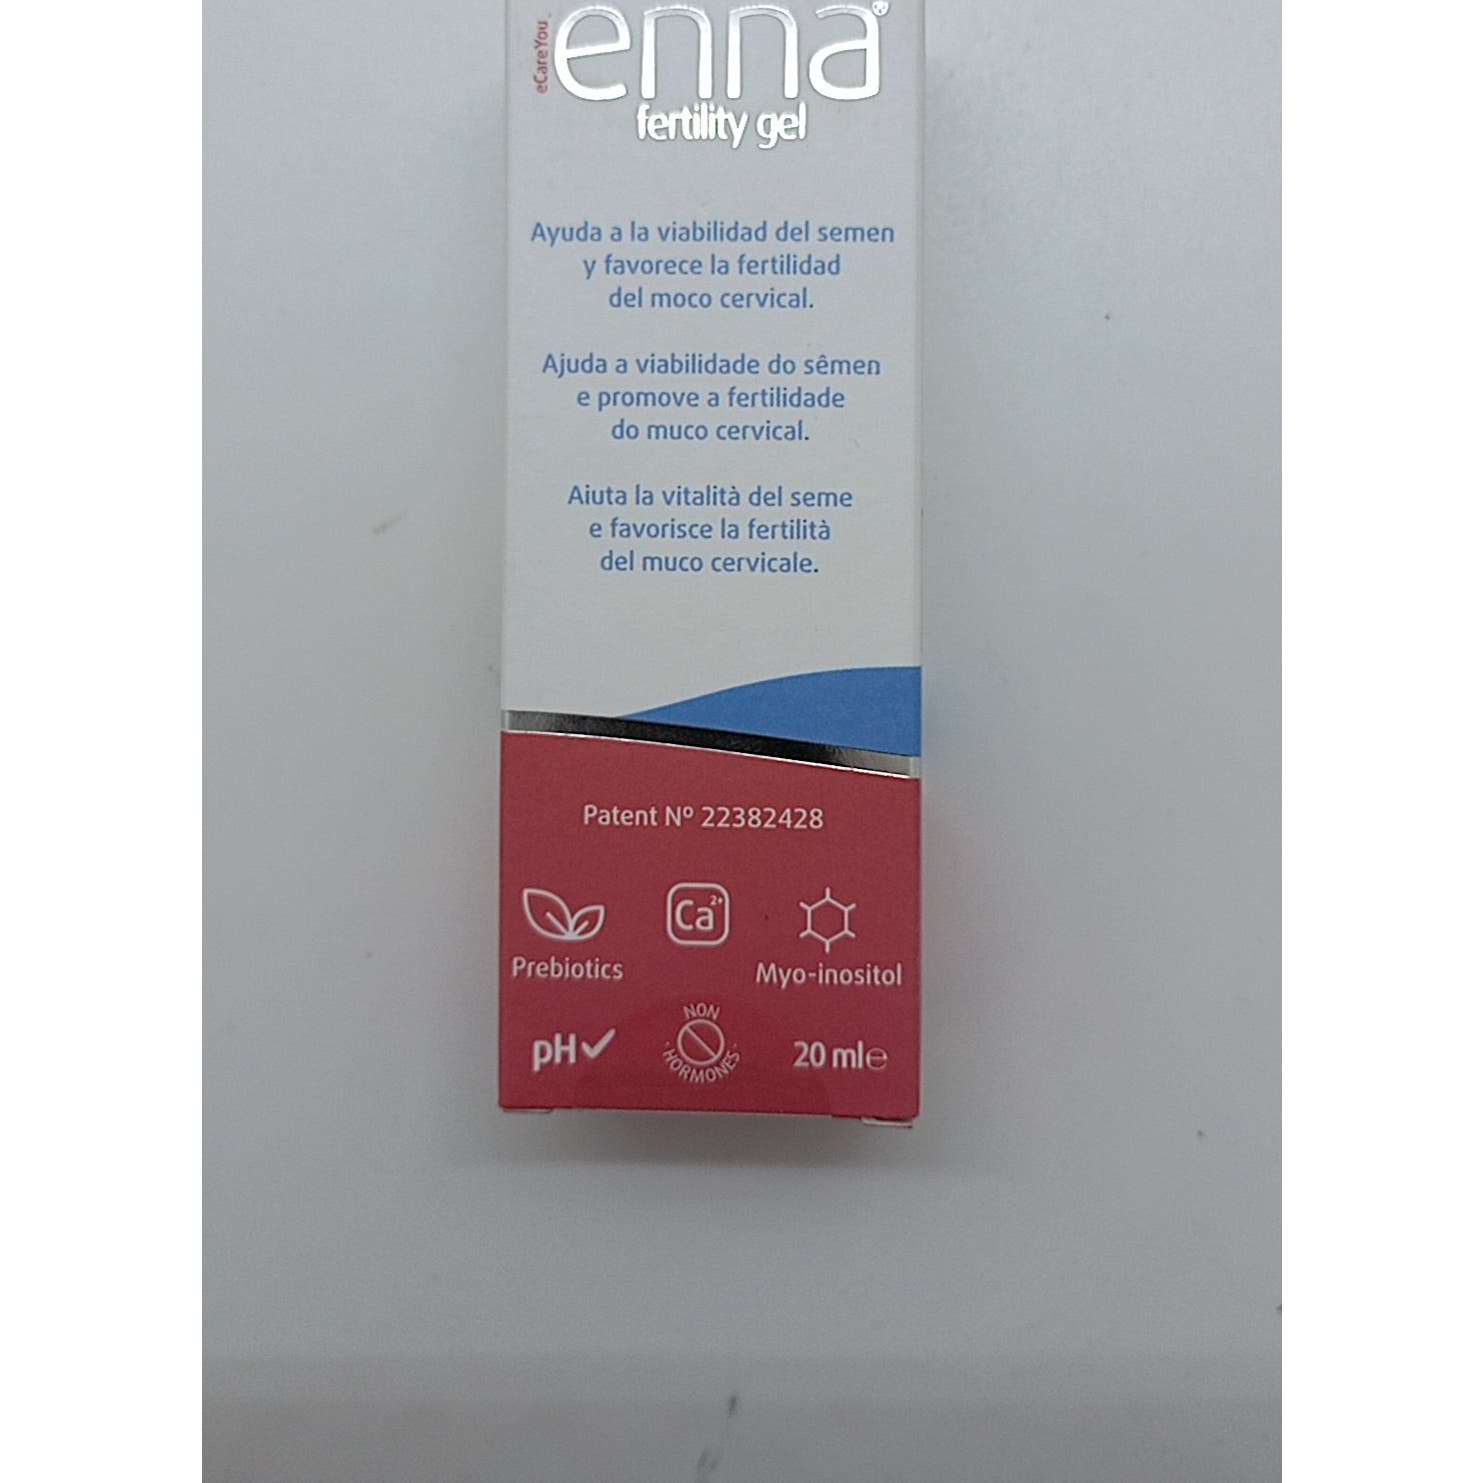 eCareYou
enna®
fertility gel
Ayuda a la viabilidad del semen
y favorece la fertilidad
del moco cervical.
Ajuda a viabilidade do sêmen
e promove a fertilidade
do muco cervical.
Aiuta la vitalità del seme
e favorisce la fertilità
del muco cervicale.
Patent Nº 22382428
Ca²⁺
Prebiotics
Myo-inositol
pH✓
NON
HORMONES
20 ml℮